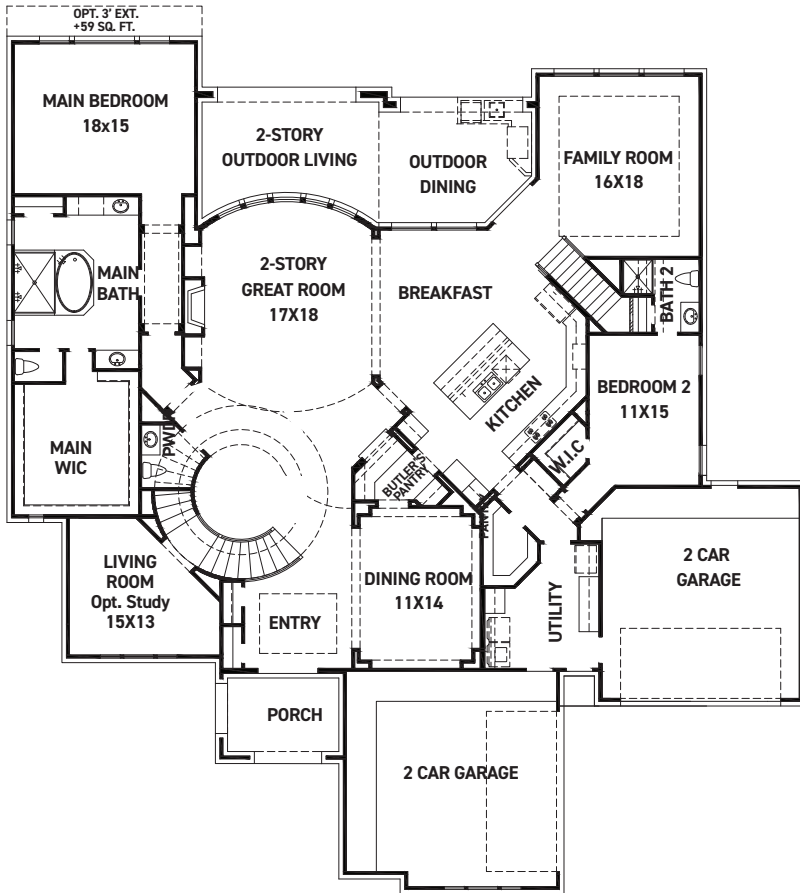 OPT. 3' EXT.
+59 SQ. FT.
MAIN BEDROOM
18x15
2-STORY
OUTDOOR LIVING
OUTDOOR
DINING
FAMILY ROOM
16X18
MAIN
BATH
2-STORY
GREAT ROOM
17X18
BREAKFAST
BATH 2
KITCHEN
BEDROOM 2
11X15
MAIN
WIC
W.I.C
BUTLER'S
PANTRY
LIVING
ROOM
Opt. Study
15X13
DINING ROOM
11X14
ENTRY
UTILITY
2 CAR
GARAGE
PORCH
2 CAR GARAGE